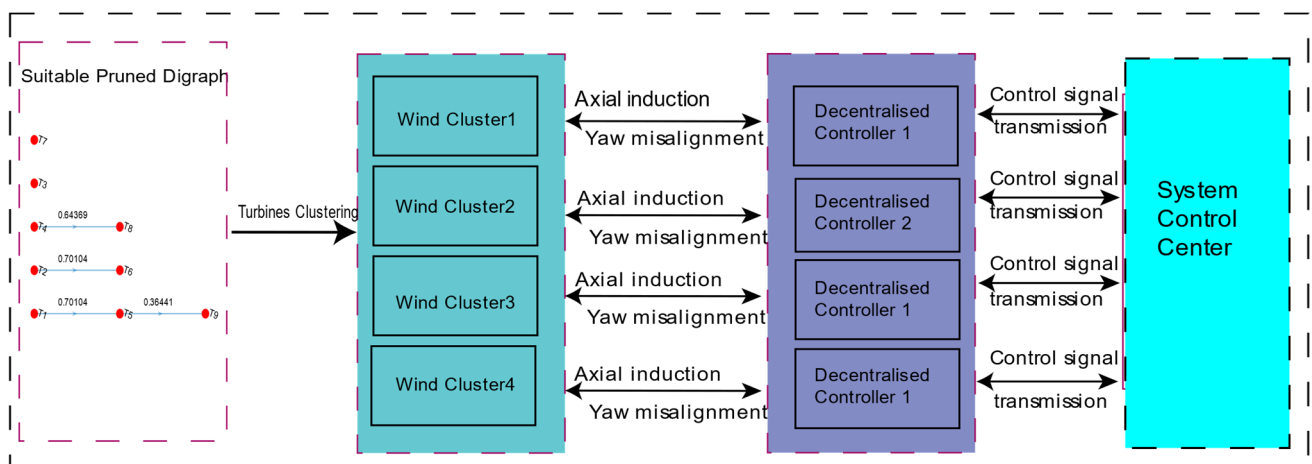 Suitable Pruned Digraph
T7
T3
0.64369
T4
T8
0.70104
T2
T6
0.70104
0.36441
T1
T5
T9
Turbines Clustering
Wind Cluster1
Wind Cluster2
Wind Cluster3
Wind Cluster4
Axial induction
Yaw misalignment
Axial induction
Yaw misalignment
Axial induction
Yaw misalignment
Axial induction
Yaw misalignment
Decentralised
Controller 1
Decentralised
Controller 2
Decentralised
Controller 1
Decentralised
Controller 1
Control signal
transmission
Control signal
transmission
Control signal
transmission
Control signal
transmission
System
Control
Center